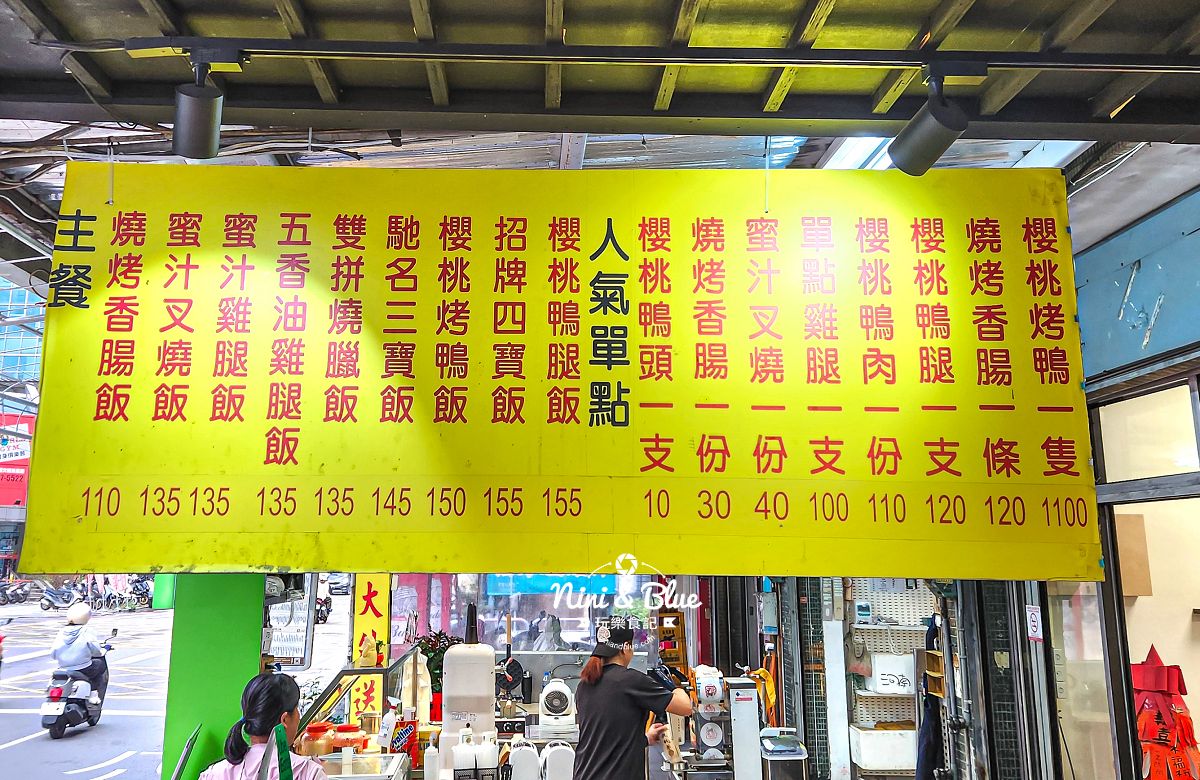 主餐
燒烤香腸飯 110
蜜汁叉燒飯 135
蜜汁雞腿飯 135
五香油雞腿飯 135
雙拼燒臘飯 135
馳名三寶飯 145
櫻桃烤鴨飯 150
招牌四寶飯 155
櫻桃鴨腿飯 155
人氣單點
櫻桃鴨頭一支 10
燒烤香腸一份 30
蜜汁叉燒一份 40
單點雞腿一支 100
櫻桃鴨肉一份 110
櫻桃鴨腿一支 120
燒烤香腸一條 120
櫻桃烤鴨一隻 1100
Nini & Blue
玩樂食記